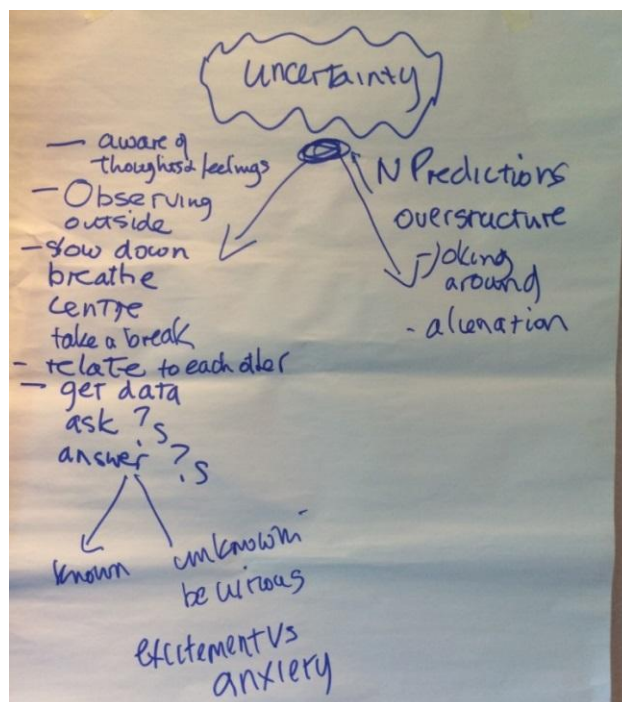 uncertainty
- aware of
thoughts & feelings
- Observing
outside
- slow down
breathe
centre
take a break
- relate to each other
- get data
ask ?s
answer ?s
known
unknown
be curious
excitement vs
anxiety
N Predictions
overstructure
- Joking
around
- alienation